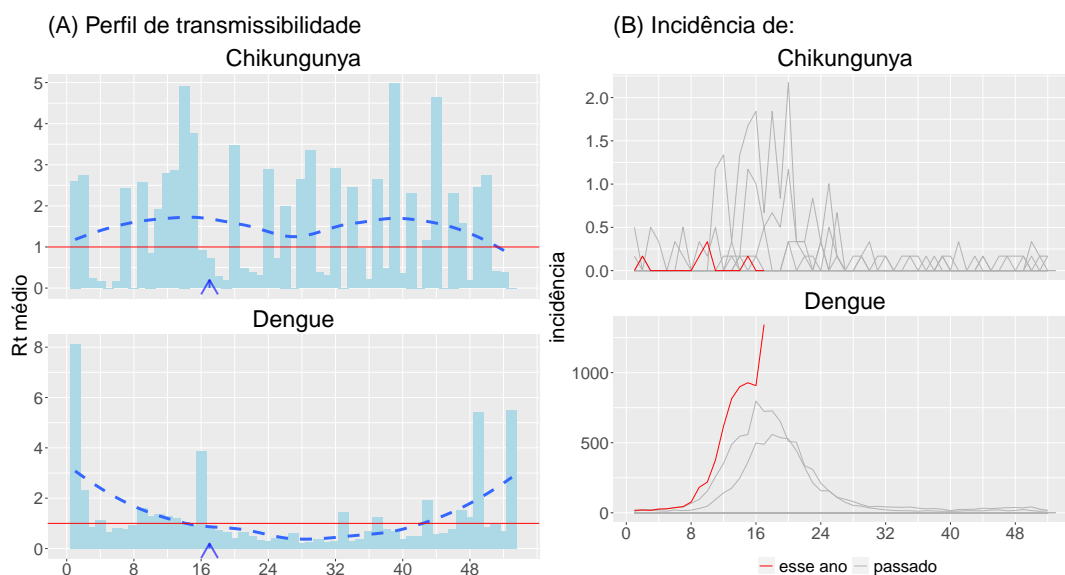 (A) Perfil de transmissibilidade
Chikungunya
5
4
3
2
1
0
Dengue
8
6
4
2
0
0 8 16 24 32 40 48
Rt médio
(B) Incidência de:
Chikungunya
2.0
1.5
1.0
0.5
0.0
Dengue
1000
500
0
0 8 16 24 32 40 48
incidência
esse ano passado